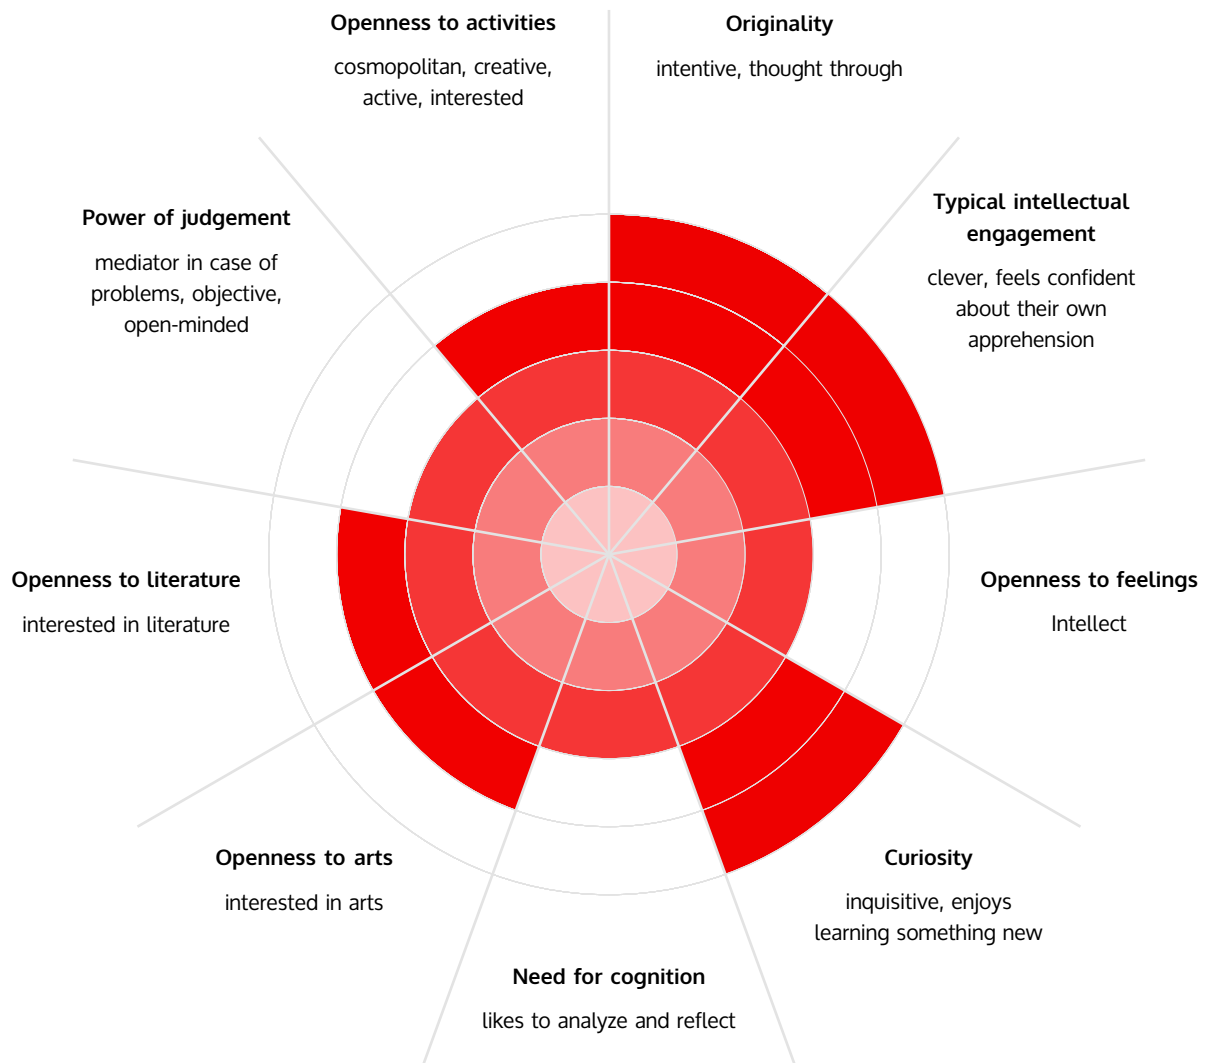 Openness to activities
cosmopolitan, creative,
active, interested
Originality
intentive, thought through
Typical intellectual
engagement
clever, feels confident
about their own
apprehension
Power of judgement
mediator in case of
problems, objective,
open-minded
Openness to feelings
Intellect
Openness to literature
interested in literature
Curiosity
inquisitive, enjoys
learning something new
Openness to arts
interested in arts
Need for cognition
likes to analyze and reflect